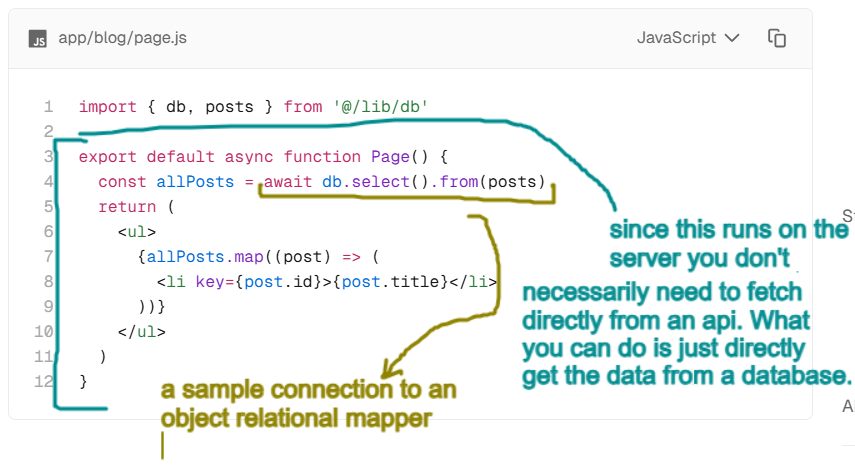 app/blog/page.js
JavaScript
1 import { db, posts } from '@/lib/db'
2
3 export default async function Page() {
4 const allPosts = await db.select().from(posts)
5 return (
6 <ul>
7 {allPosts.map((post) => (
8 <li key={post.id}>{post.title}</li>
9 ))}
10 </ul>
11 )
12 }
since this runs on the
server you don't
necessarily need to fetch
directly from an api. What
you can do is just directly
get the data from a database.
a sample connection to an
object relational mapper